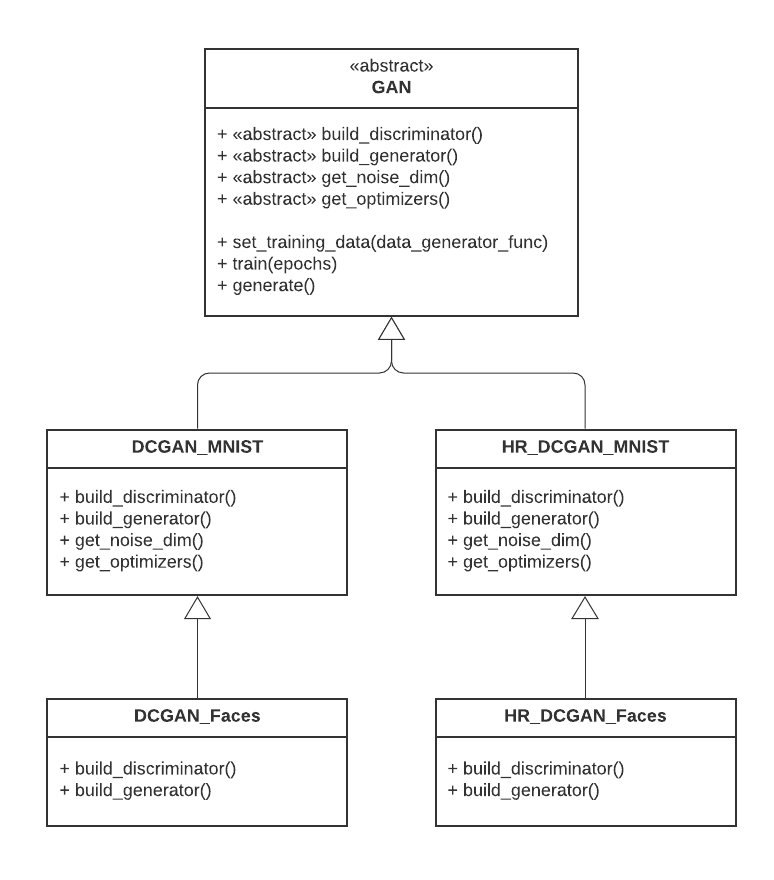 «abstract»
GAN
+ «abstract» build_discriminator()
+ «abstract» build_generator()
+ «abstract» get_noise_dim()
+ «abstract» get_optimizers()
+ set_training_data(data_generator_func)
+ train(epochs)
+ generate()
DCGAN_MNIST
+ build_discriminator()
+ build_generator()
+ get_noise_dim()
+ get_optimizers()
HR_DCGAN_MNIST
+ build_discriminator()
+ build_generator()
+ get_noise_dim()
+ get_optimizers()
DCGAN_Faces
+ build_discriminator()
+ build_generator()
HR_DCGAN_Faces
+ build_discriminator()
+ build_generator()